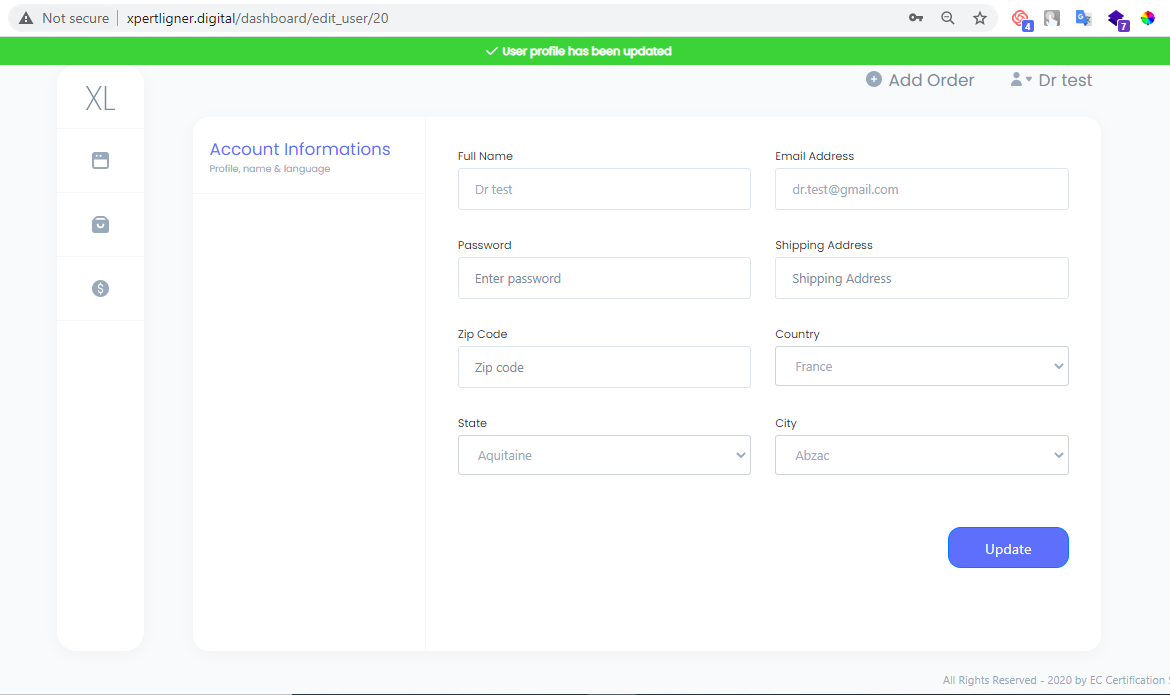 Not secure | xpertligner.digital/dashboard/edit_user/20
4
7
User profile has been updated
XL
Add Order
Dr test
Account Informations
Profile, name & language
Full Name
Email Address
Dr test
dr.test@gmail.com
Password
Shipping Address
Enter password
Shipping Address
Zip Code
Country
Zip code
France
State
City
Aquitaine
Abzac
Update
All Rights Reserved - 2020 by EC Certification